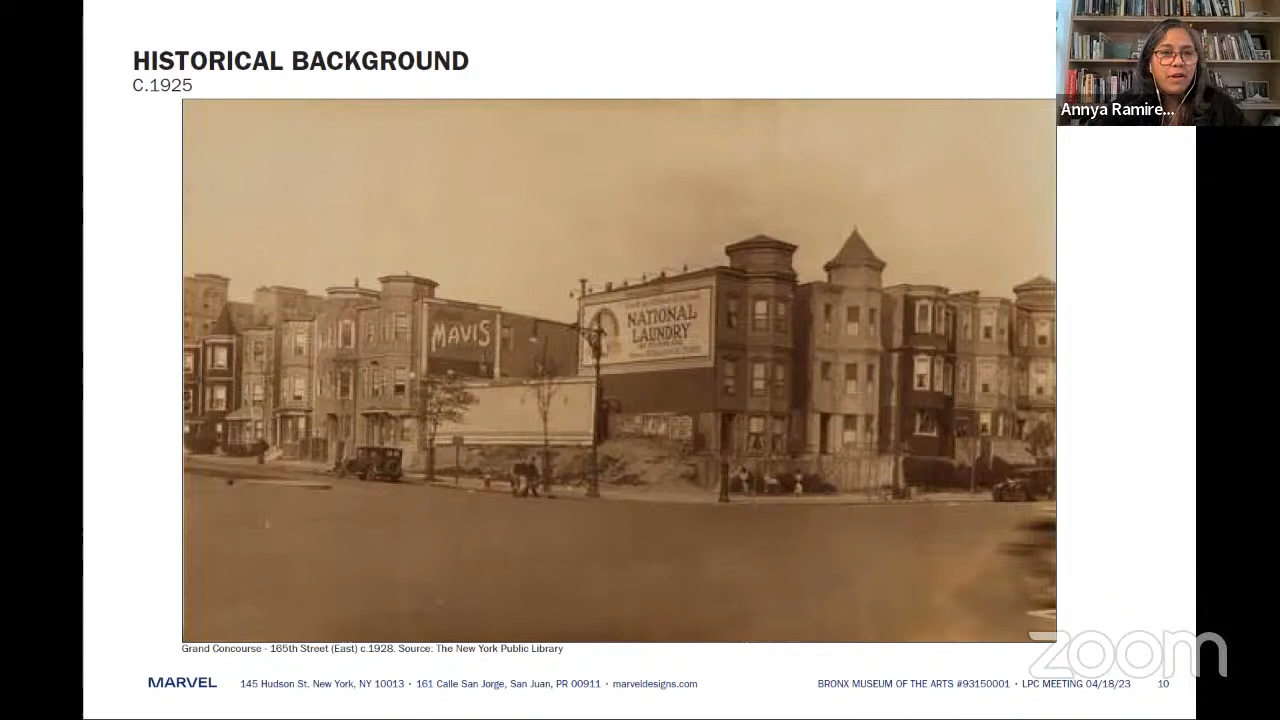 HISTORICAL BACKGROUND
C.1925
Annya Ramire...
MAVIS
NATIONAL
LAUNDRY
Grand Concourse - 165th Street (East) c.1928. Source: The New York Public Library
zoom
MARVEL 145 Hudson St. New York, NY 10013 • 161 Calle San Jorge, San Juan, PR 00911 • marveldesigns.com BRONX MUSEUM OF THE ARTS #93150001 • LPC MEETING 04/18/23 10